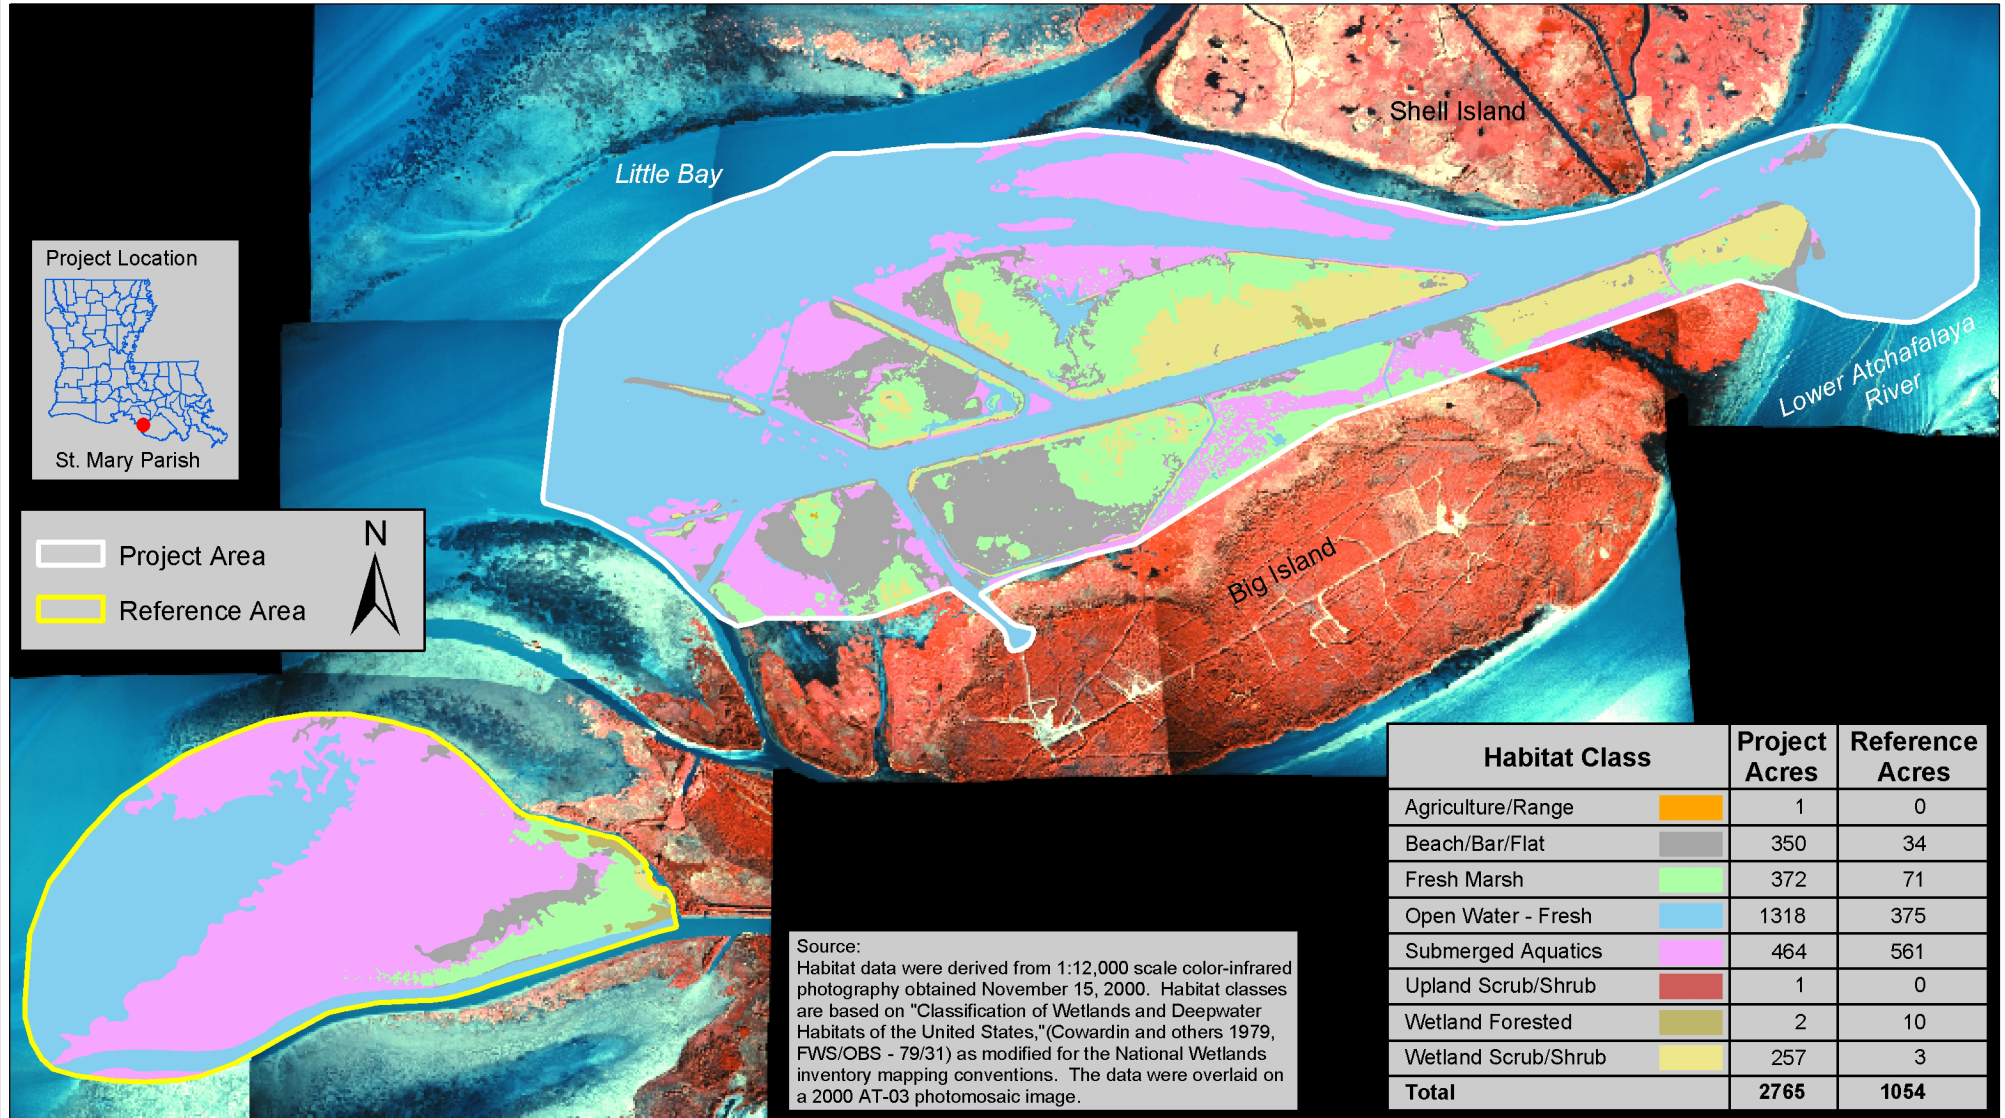 Shell Island
Little Bay
Project Location
St. Mary Parish
Lower Atchafalaya
River
N
Project Area
Reference Area
Big Island
Habitat Class Project Acres Reference Acres
Agriculture/Range 1 0
Beach/Bar/Flat 350 34
Fresh Marsh 372 71
Open Water - Fresh 1318 375
Submerged Aquatics 464 561
Upland Scrub/Shrub 1 0
Wetland Forested 2 10
Wetland Scrub/Shrub 257 3
Total 2765 1054
Source:
Habitat data were derived from 1:12,000 scale color-infrared
photography obtained November 15, 2000. Habitat classes
are based on "Classification of Wetlands and Deepwater
Habitats of the United States,"(Cowardin and others 1979,
FWS/OBS - 79/31) as modified for the National Wetlands
inventory mapping conventions. The data were overlaid on
a 2000 AT-03 photomosaic image.